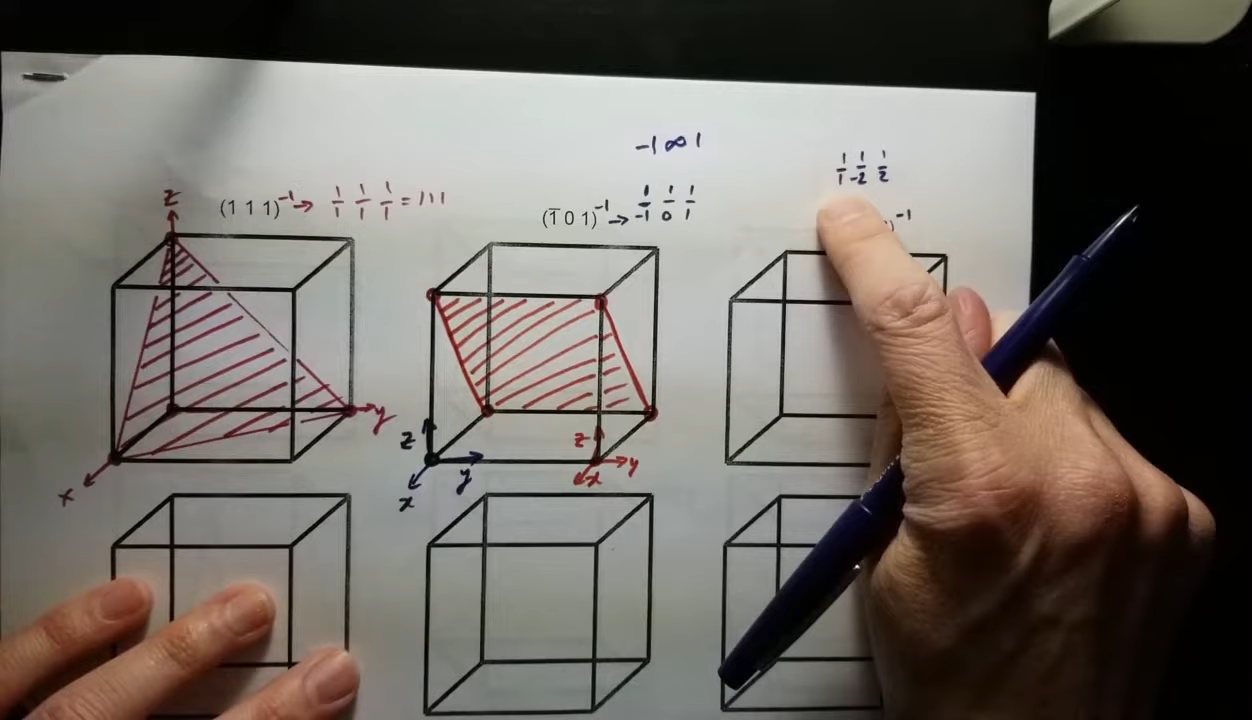 -1 ∞ 1
1/1 1/-2 1/2
(1 1 1)⁻¹→ 1/1 1/1 1/1 = 111
(1̅ 0 1)⁻¹→ 1/-1 1/0 1/1
)⁻¹
z
y
x
z
y
x
z
y
x